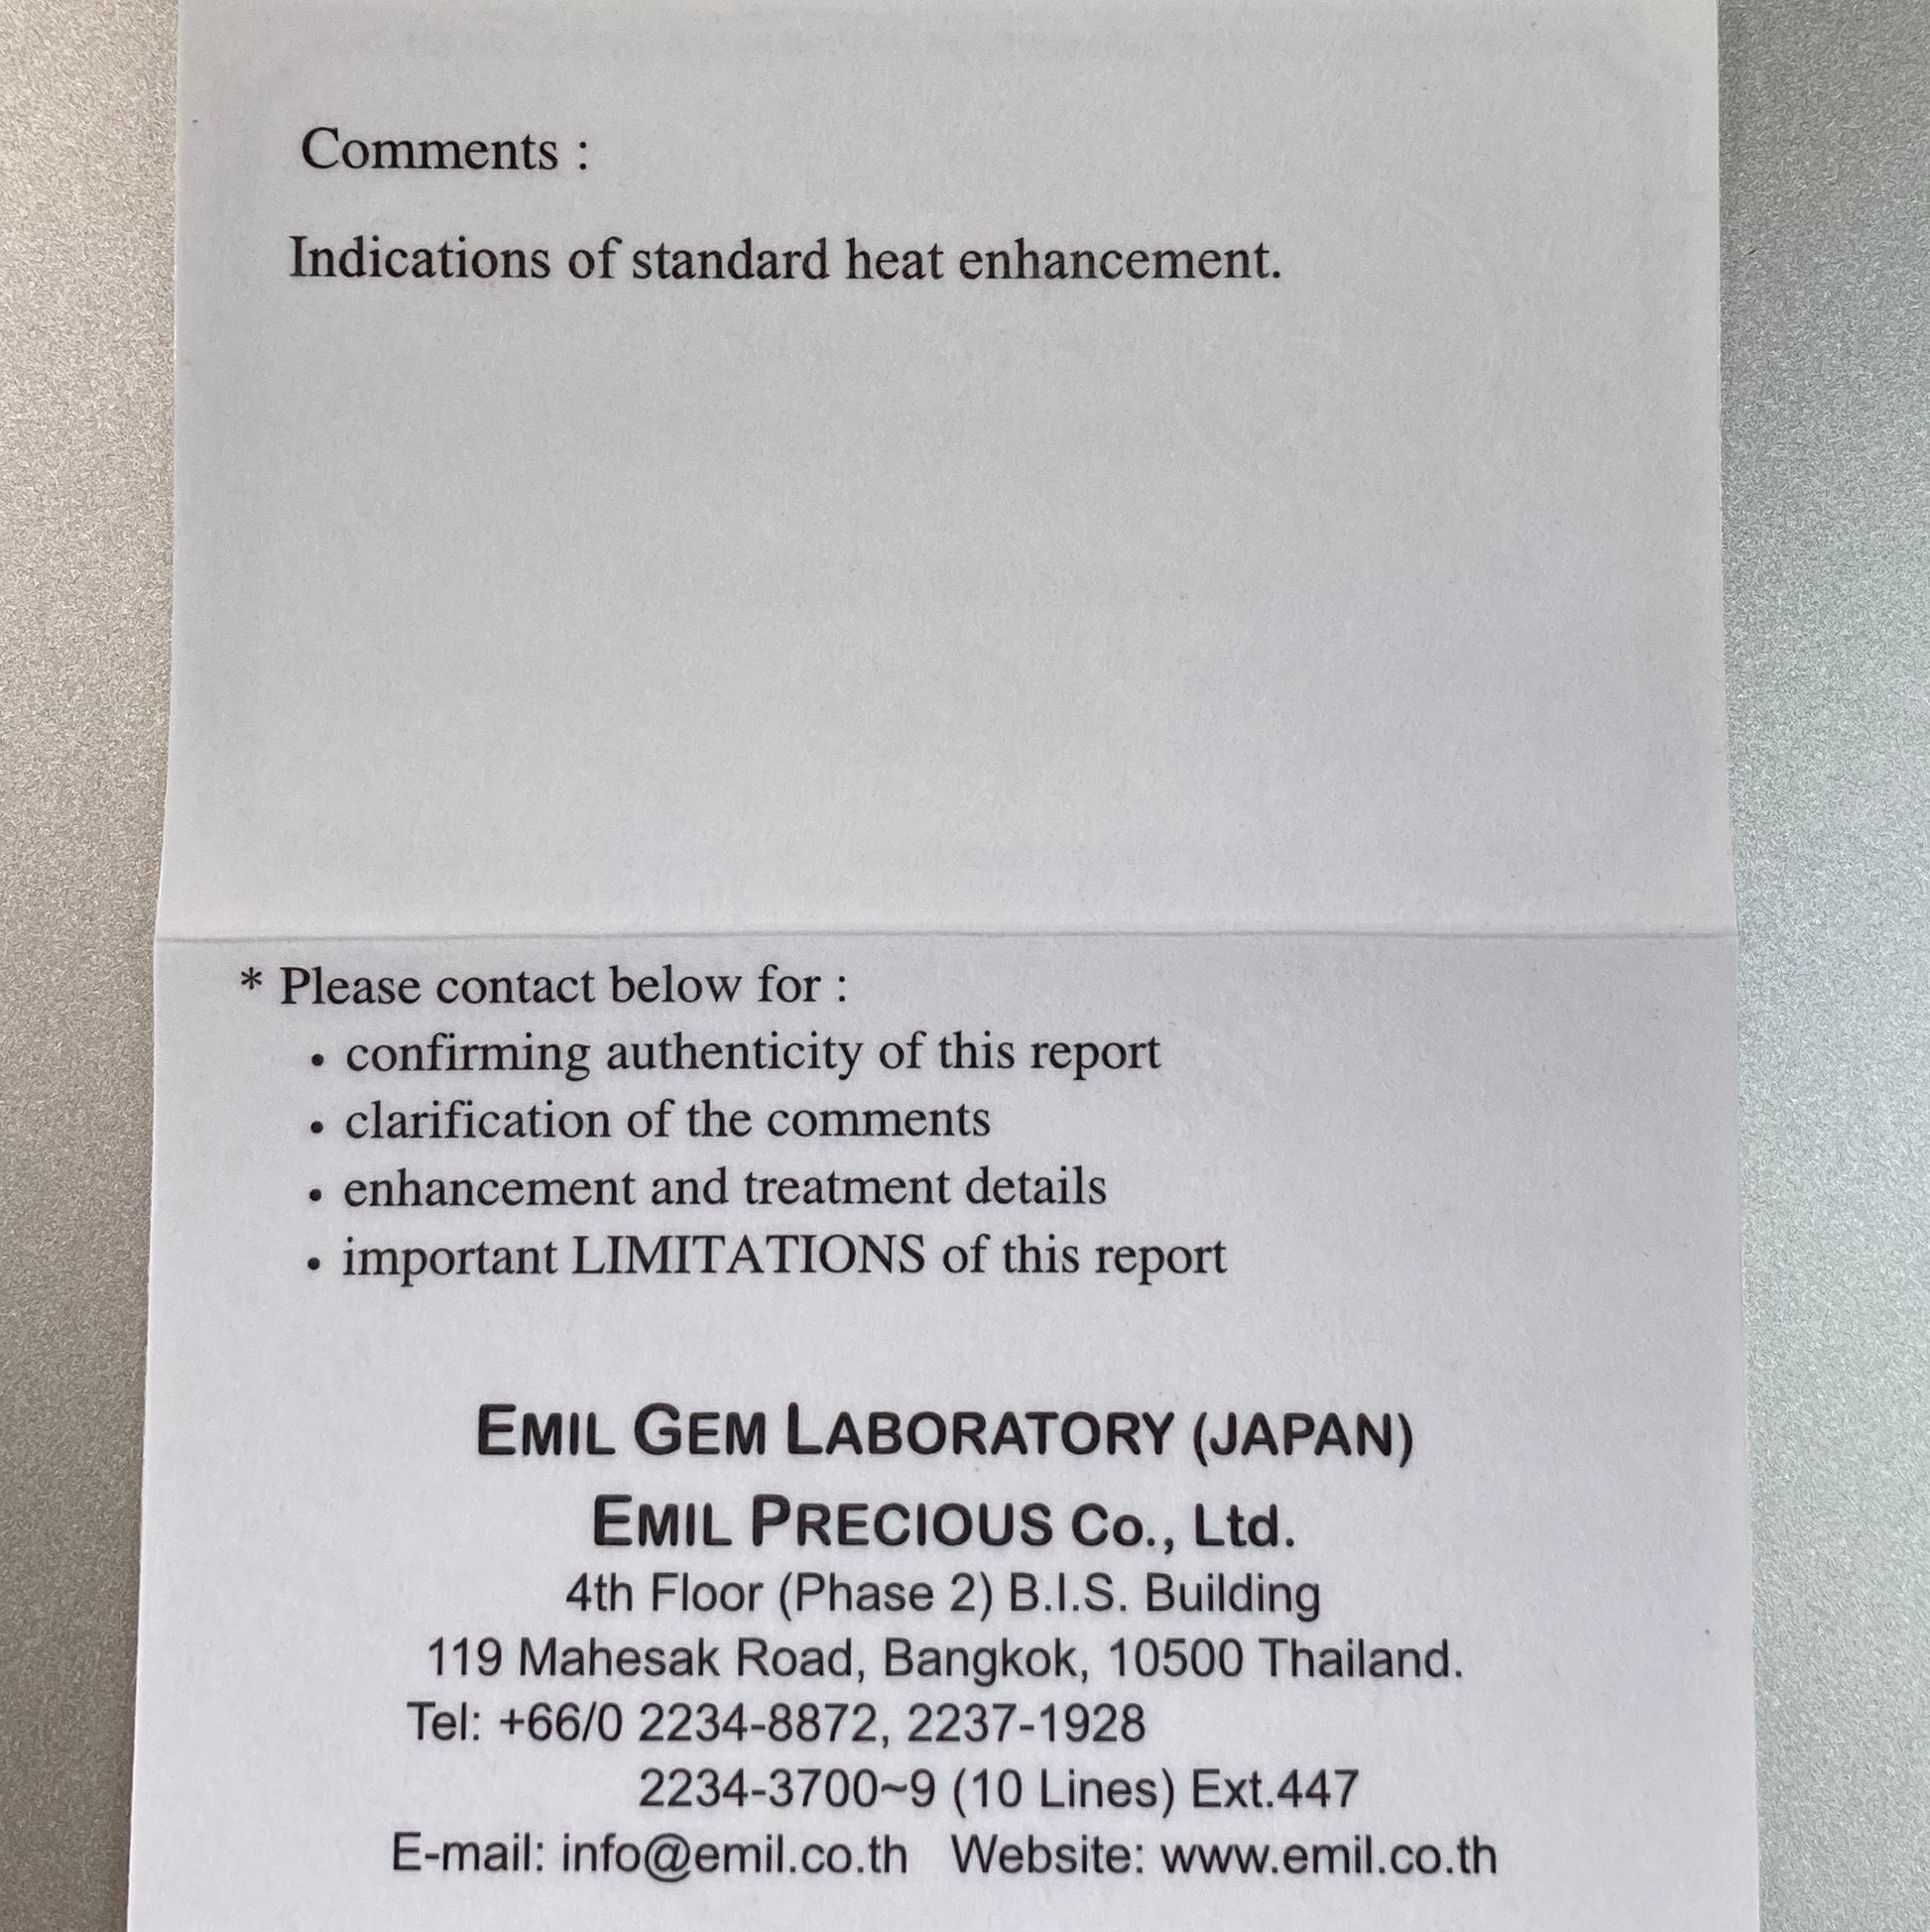 Comments :
Indications of standard heat enhancement.
* Please contact below for :
• confirming authenticity of this report
• clarification of the comments
• enhancement and treatment details
• important LIMITATIONS of this report
EMIL GEM LABORATORY (JAPAN)
EMIL PRECIOUS Co., Ltd.
4th Floor (Phase 2) B.I.S. Building
119 Mahesak Road, Bangkok, 10500 Thailand.
Tel: +66/0 2234-8872, 2237-1928
2234-3700~9 (10 Lines) Ext.447
E-mail: info@emil.co.th Website: www.emil.co.th